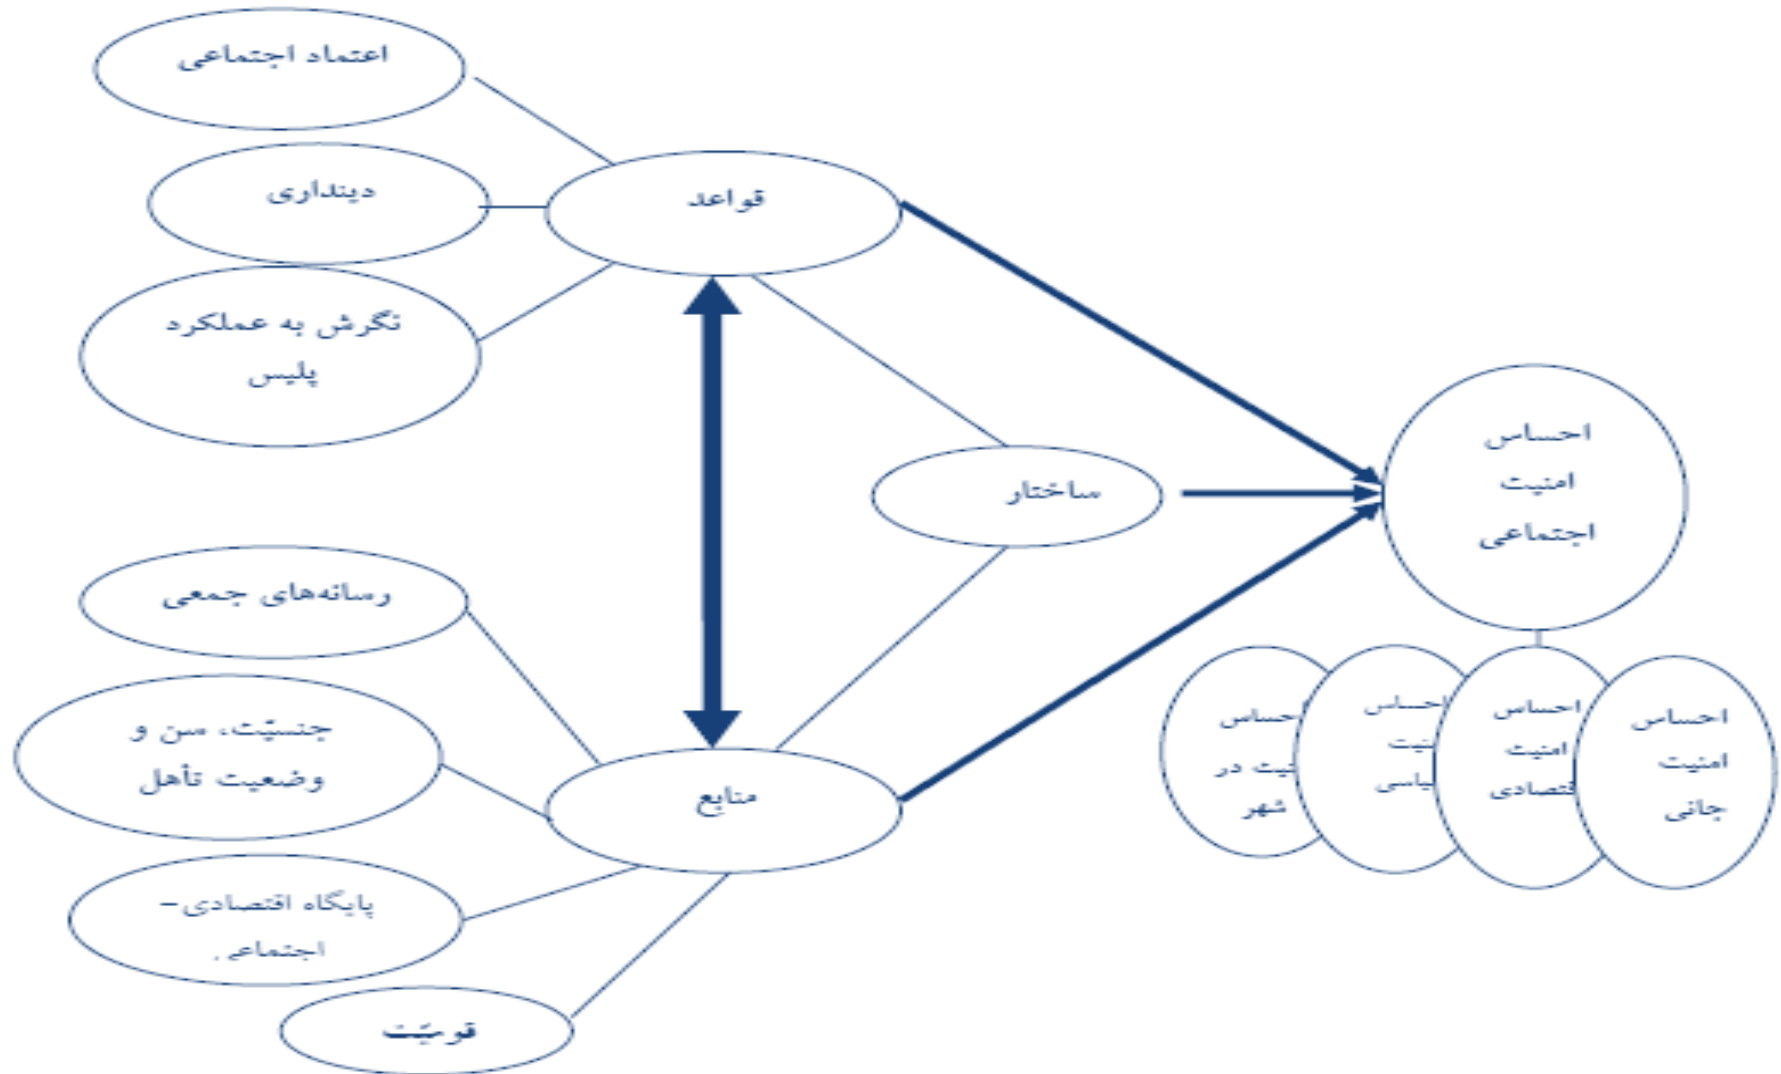 اعتماد اجتماعی
دینداری
قواعد
نگرش به عملکرد
پلیس
ساختار
احساس
امنیت
اجتماعی
رسانه‌های جمعی
جنسیّت، سن و
وضعیت تأهل
منابع
پایگاه اقتصادی-
اجتماعی
قومیّت
احساس
امنیت
جانی
احساس
امنیت
احساس
در
شهر